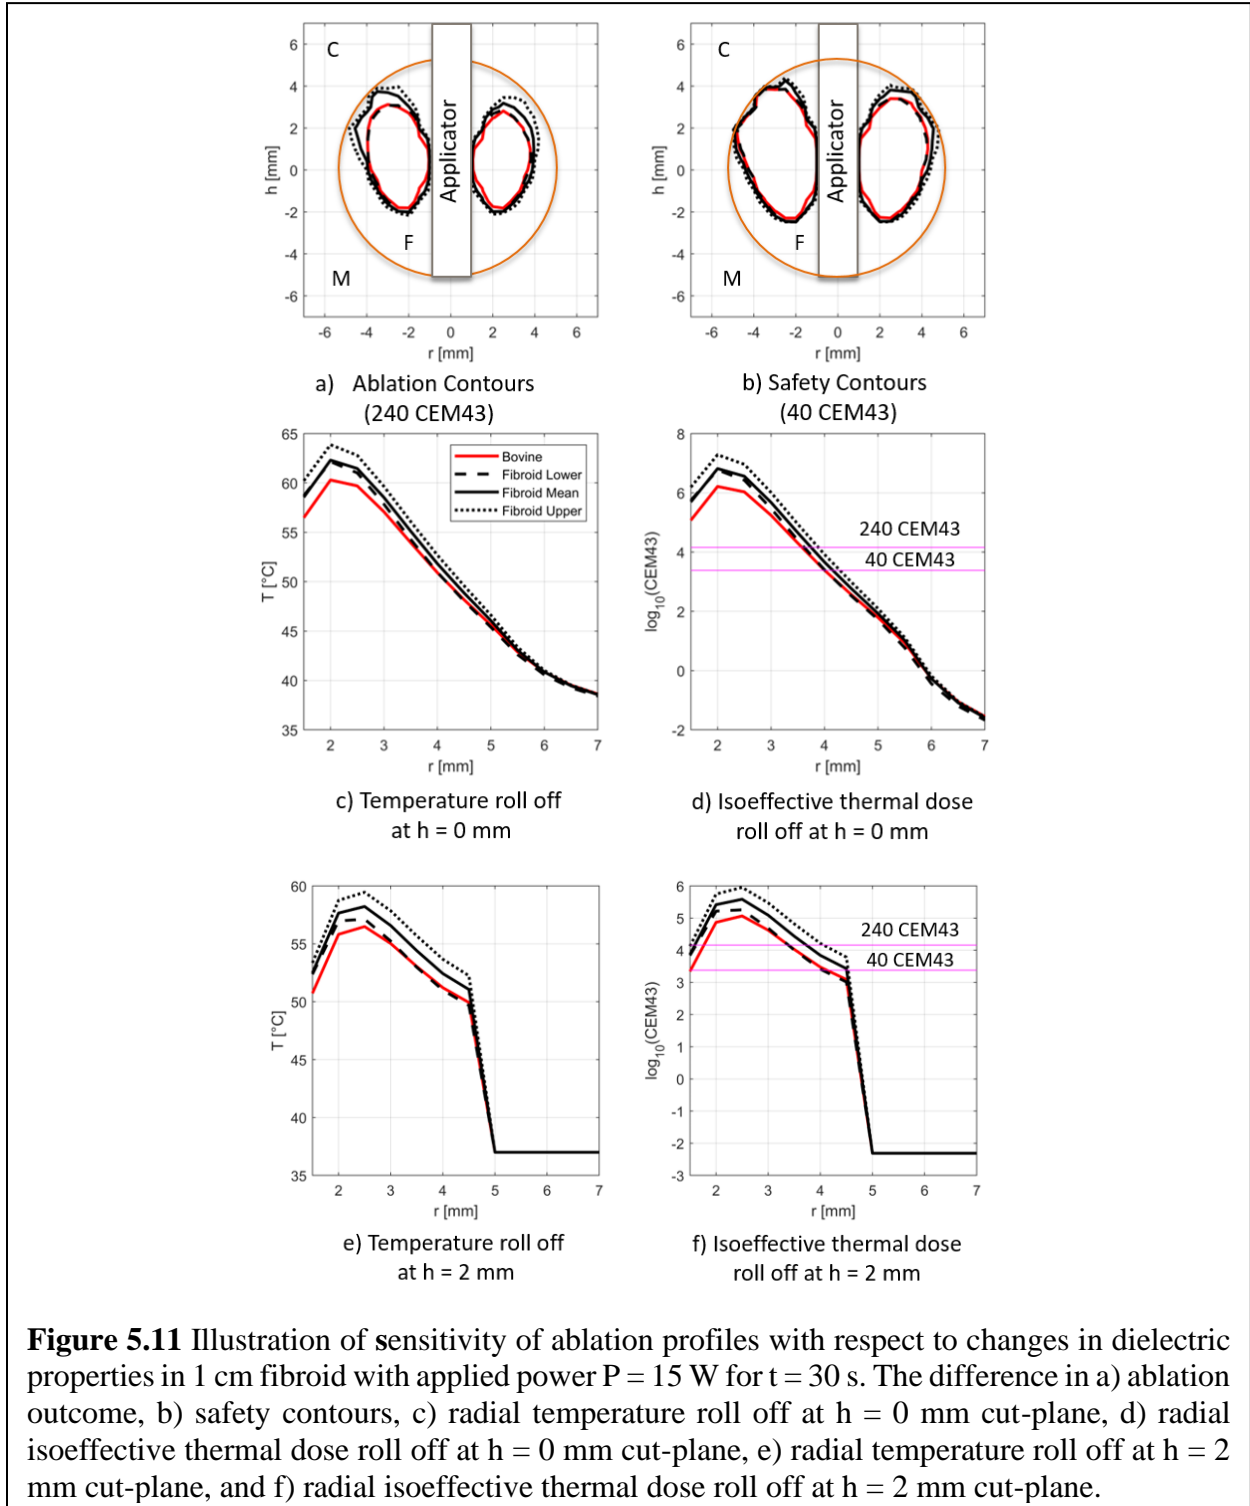 6
4
2
0
-2
-4
-6
h [mm]
C
Applicator
F
M
-6 -4 -2 0 2 4 6
r [mm]
a) Ablation Contours
(240 CEM43)
6
4
2
0
-2
-4
-6
h [mm]
C
Applicator
F
M
-6 -4 -2 0 2 4 6
r [mm]
b) Safety Contours
(40 CEM43)
65
60
55
50
45
40
35
T [°C]
Bovine
Fibroid Lower
Fibroid Mean
Fibroid Upper
2 3 4 5 6 7
r [mm]
c) Temperature roll off
at h = 0 mm
8
6
4
2
0
-2
log10(CEM43)
240 CEM43
40 CEM43
2 3 4 5 6 7
r [mm]
d) Isoeffective thermal dose
roll off at h = 0 mm
60
55
50
45
40
35
T [°C]
2 3 4 5 6 7
r [mm]
e) Temperature roll off
at h = 2 mm
6
5
4
3
2
1
0
-1
-2
-3
log10(CEM43)
240 CEM43
40 CEM43
2 3 4 5 6 7
r [mm]
f) Isoeffective thermal dose
roll off at h = 2 mm
Figure 5.11 Illustration of sensitivity of ablation profiles with respect to changes in dielectric
properties in 1 cm fibroid with applied power P = 15 W for t = 30 s. The difference in a) ablation
outcome, b) safety contours, c) radial temperature roll off at h = 0 mm cut-plane, d) radial
isoeffective thermal dose roll off at h = 0 mm cut-plane, e) radial temperature roll off at h = 2
mm cut-plane, and f) radial isoeffective thermal dose roll off at h = 2 mm cut-plane.